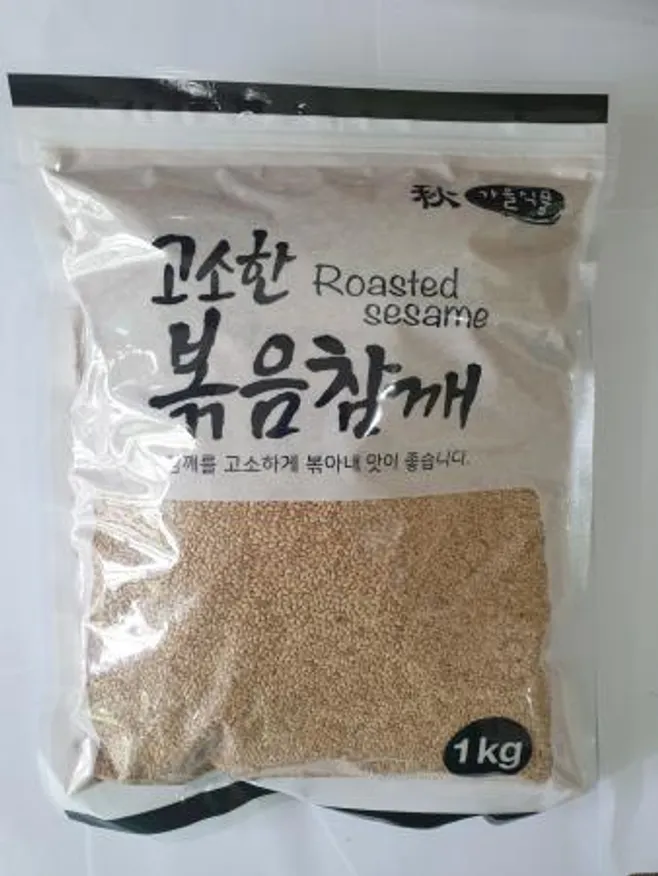 秋 가을식품
고소한 Roasted
sesame
볶음참깨
참깨를 고소하게 볶아내 맛이 좋습니다.
1kg